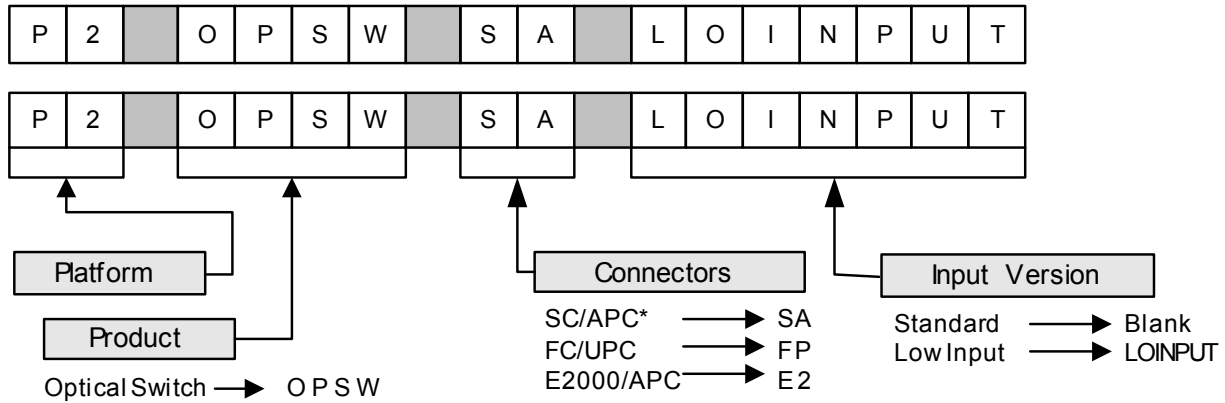 P 2 O P S W S A L O I N P U T
P 2 O P S W S A L O I N P U T
Platform
Connectors
Input Version
SC/APC* SA
FC/UPC FP
E2000/APC E2
Standard Blank
Low Input LOINPUT
Product
Optical Switch O P S W